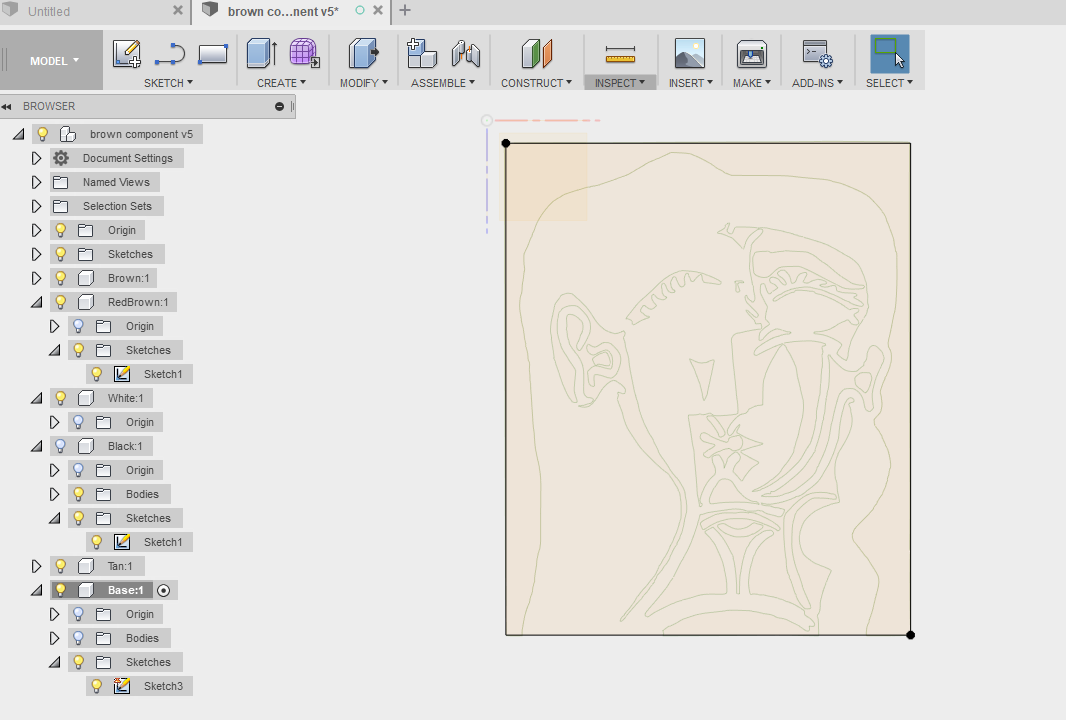 Untitled
brown co...nent v5*
MODEL
SKETCH
CREATE
MODIFY
ASSEMBLE
CONSTRUCT
INSPECT
INSERT
MAKE
ADD-INS
SELECT
BROWSER
brown component v5
Document Settings
Named Views
Selection Sets
Origin
Sketches
Brown:1
RedBrown:1
Origin
Sketches
Sketch1
White:1
Origin
Black:1
Origin
Bodies
Sketches
Sketch1
Tan:1
Base:1
Origin
Bodies
Sketches
Sketch3